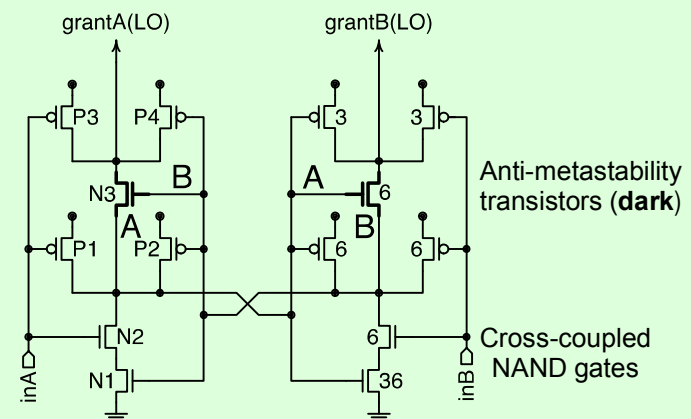 grantA(LO)
grantB(LO)
P3
P4
3
3
N3
B
A
6
A
B
P1
P2
6
6
N2
6
N1
36
inA
inB
Anti-metastability
transistors (dark)
Cross-coupled
NAND gates